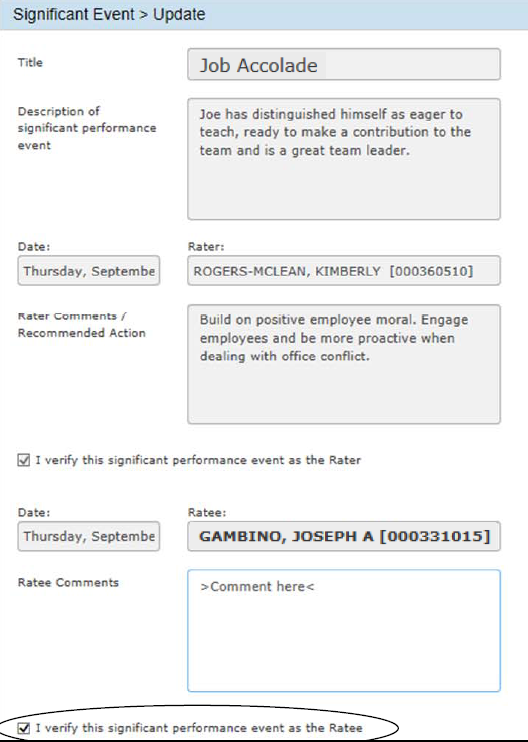 Significant Event > Update
Title
Job Accolade
Description of
significant performance
event
Joe has distinguished himself as eager to
teach, ready to make a contribution to the
team and is a great team leader.
Date:
Rater:
Thursday, Septembe
ROGERS-MCLEAN, KIMBERLY [000360510]
Rater Comments /
Recommended Action
Build on positive employee moral. Engage
employees and be more proactive when
dealing with office conflict.
I verify this significant performance event as the Rater
Date:
Ratee:
Thursday, Septembe
GAMBINO, JOSEPH A [000331015]
Ratee Comments
>Comment here<
I verify this significant performance event as the Ratee